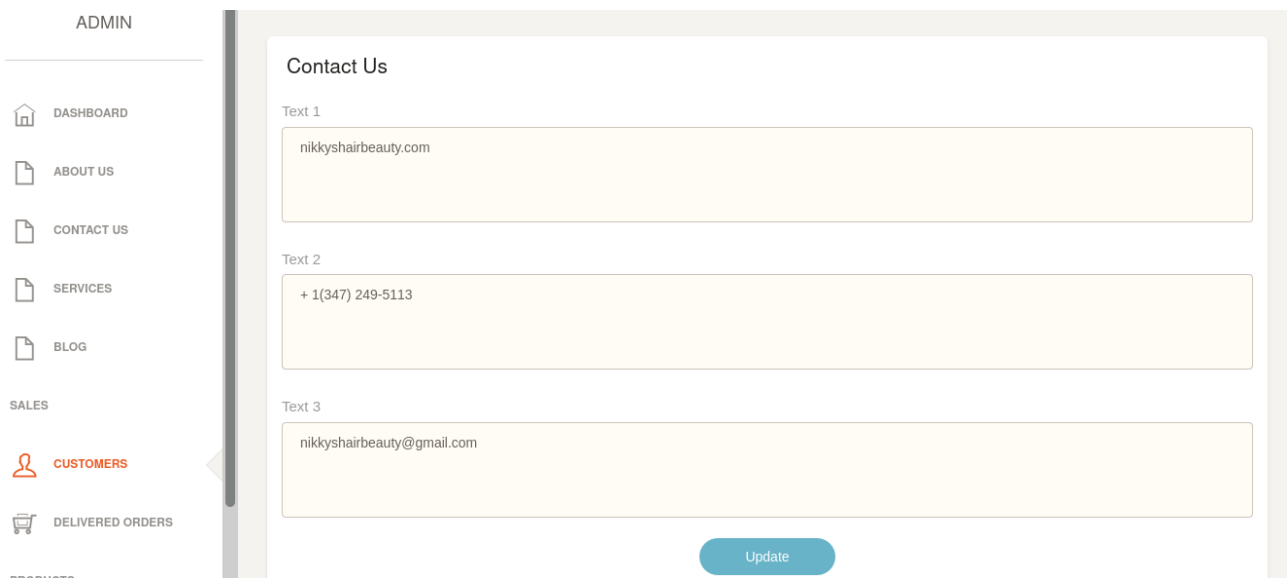 ADMIN
DASHBOARD
ABOUT US
CONTACT US
SERVICES
BLOG
SALES
CUSTOMERS
DELIVERED ORDERS
PRODUCTS
Contact Us
Text 1
nikkyshairbeauty.com
Text 2
+ 1(347) 249-5113
Text 3
nikkyshairbeauty@gmail.com
Update